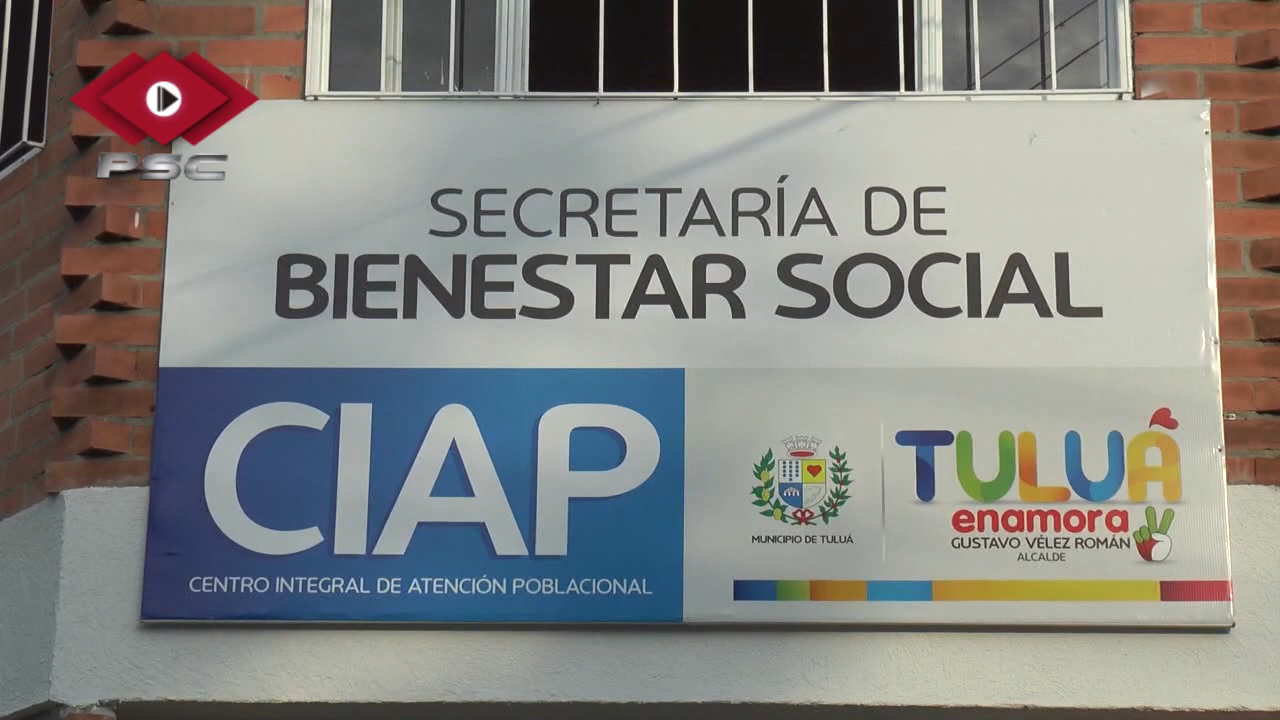 PSC
SECRETARÍA DE
BIENESTAR SOCIAL
CIAP
CENTRO INTEGRAL DE ATENCIÓN POBLACIONAL
MUNICIPIO DE TULUÁ
TULUÁ
enamora
GUSTAVO VÉLEZ ROMÁN
ALCALDE